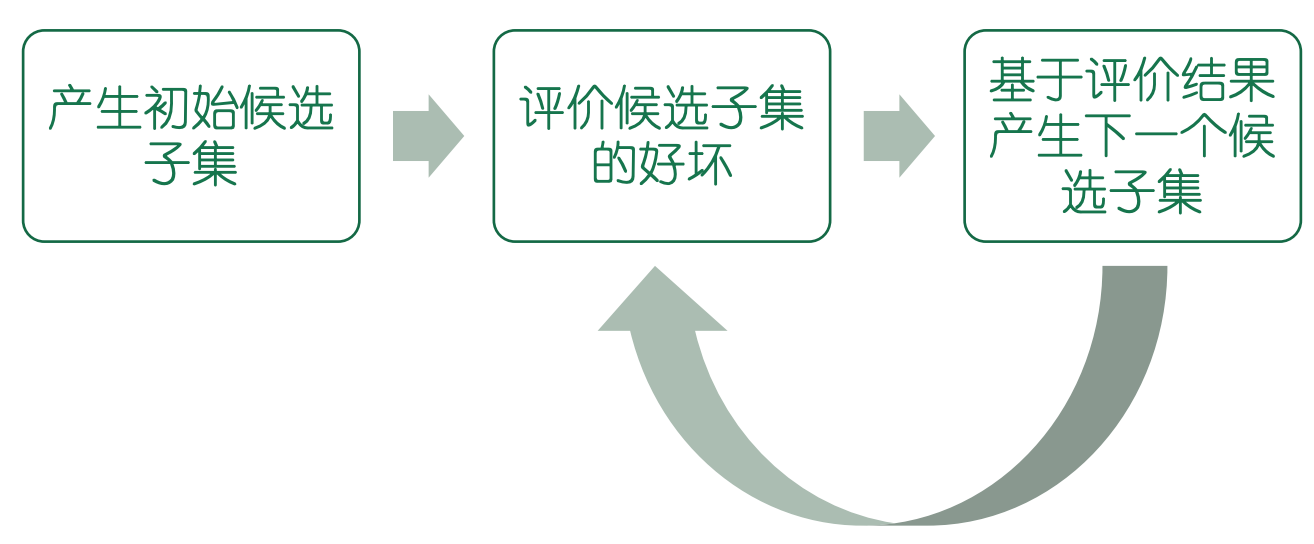 产生初始候选
子集
评价候选子集
的好坏
基于评价结果
产生下一个候
选子集